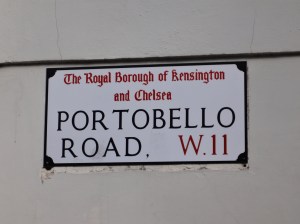 The Royal Borough of Kensington
and Chelsea
PORTOBELLO
ROAD, W.11